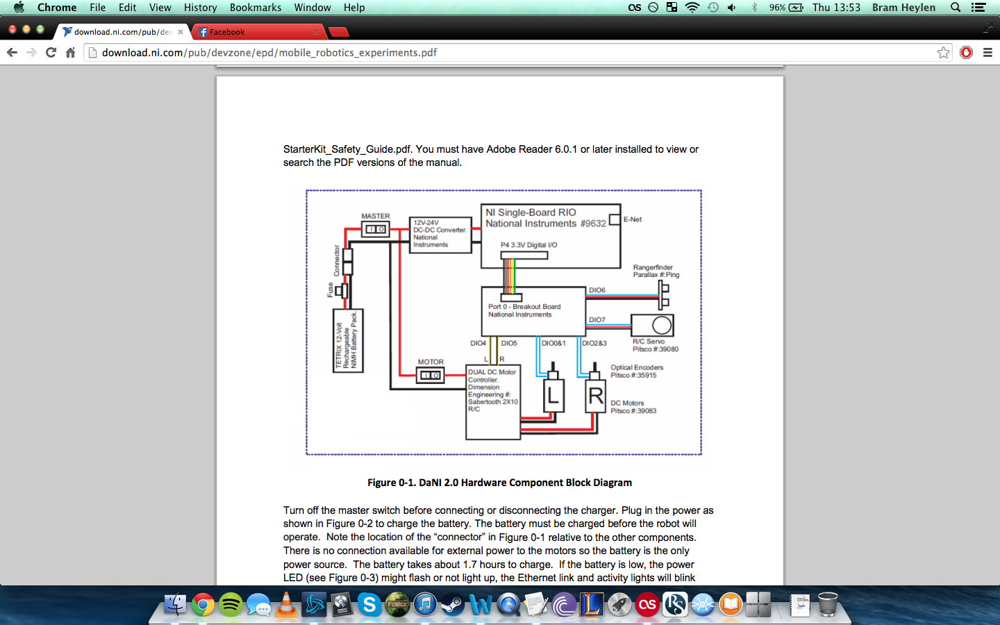 Chrome File Edit View History Bookmarks Window Help 96% Thu 13:53 Bram Heylen
download.ni.com/pub/dev Facebook
download.ni.com/pub/devzone/epd/mobile_robotics_experiments.pdf
StarterKit_Safety_Guide.pdf. You must have Adobe Reader 6.0.1 or later installed to view or
search the PDF versions of the manual.
MASTER
12V-24V
DC-DC Converter.
National
Instruments
NI Single-Board RIO
National Instruments #9632
E-Net
P4 3.3V Digital I/O
Connector
Fuse
TETRIX 12-Volt
Rechargeable
NIMH Battery Pack.
Rangerfinder
Parallax #:Ping
DIO6
Port 0 - Breakout Board
National Instruments
DIO7
R/C Servo
Pitsco #:39080
DIO4 DIO5 DIO0&1 DIO2&3
L R
MOTOR
DUAL DC Motor
Controller.
Dimension
Engineering #:
Sabertooth 2X10
R/C
Optical Encoders
Pitsco #:35915
L R
DC Motors
Pitsco #:39083
Figure 0-1. DaNI 2.0 Hardware Component Block Diagram
Turn off the master switch before connecting or disconnecting the charger. Plug in the power as
shown in Figure 0-2 to charge the battery. The battery must be charged before the robot will
operate.  Note the location of the “connector” in Figure 0-1 relative to the other components.
There is no connection available for external power to the motors so the battery is the only
power source.  The battery takes about 1.7 hours to charge.  If the battery is low, the power
LED (see Figure 0-3) might flash or not light up, the Ethernet link and activity lights will blink